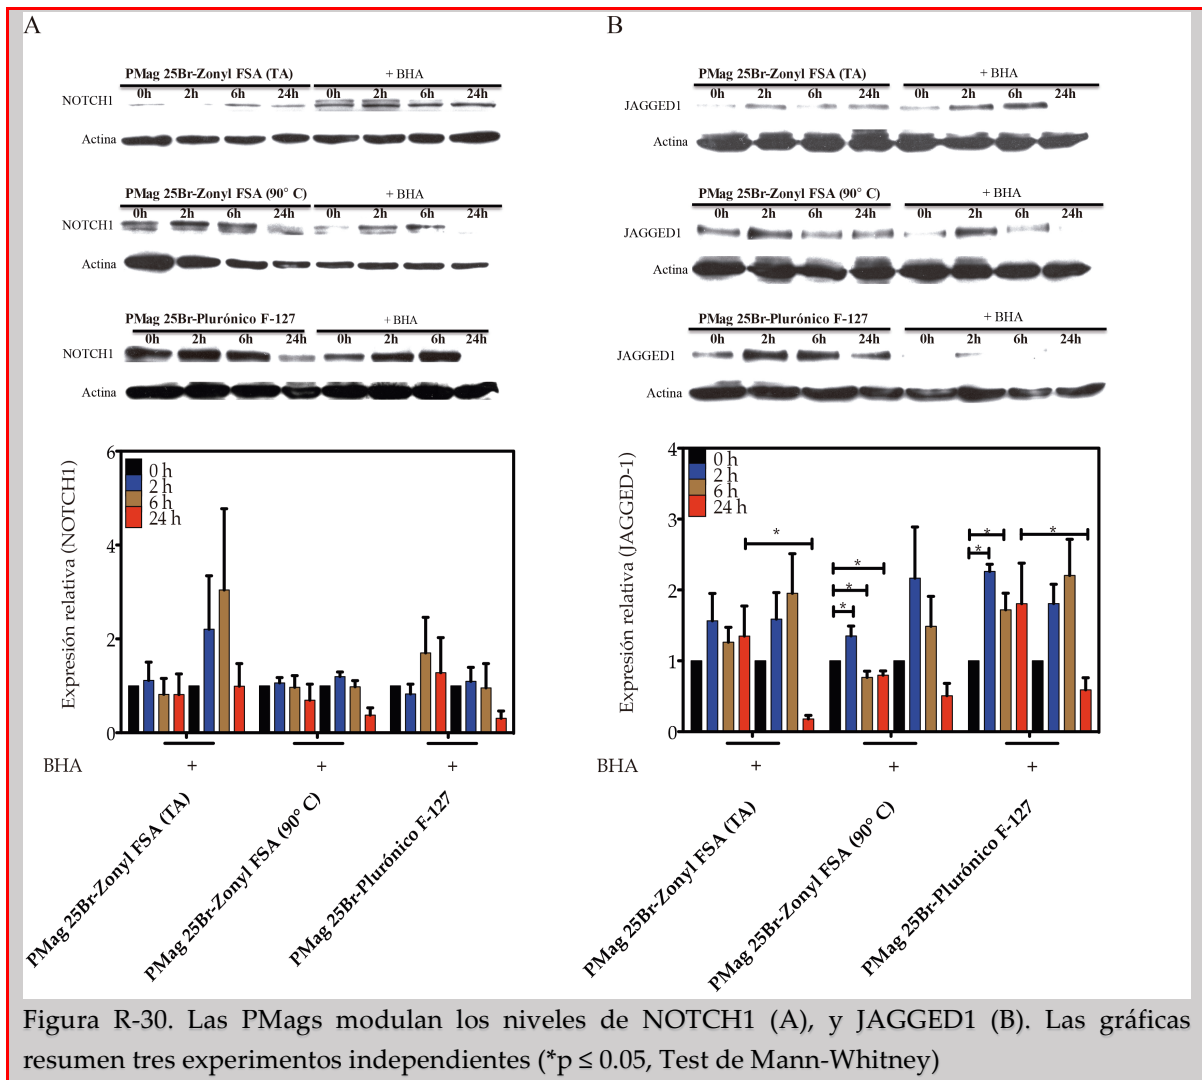 A
PMag 25Br-Zonyl FSA (TA) + BHA
0h 2h 6h 24h 0h 2h 6h 24h
NOTCH1
Actina
PMag 25Br-Zonyl FSA (90° C) + BHA
0h 2h 6h 24h 0h 2h 6h 24h
NOTCH1
Actina
PMag 25Br-Plurónico F-127 + BHA
0h 2h 6h 24h 0h 2h 6h 24h
NOTCH1
Actina
Expresión relativa (NOTCH1)
6
4
2
0
0 h
2 h
6 h
24 h
BHA + + +
PMag 25Br-Zonyl FSA (TA)
PMag 25Br-Zonyl FSA (90° C)
PMag 25Br-Plurónico F-127
B
PMag 25Br-Zonyl FSA (TA) + BHA
0h 2h 6h 24h 0h 2h 6h 24h
JAGGED1
Actina
PMag 25Br-Zonyl FSA (90° C) + BHA
0h 2h 6h 24h 0h 2h 6h 24h
JAGGED1
Actina
PMag 25Br-Plurónico F-127 + BHA
0h 2h 6h 24h 0h 2h 6h 24h
JAGGED1
Actina
Expresión relativa (JAGGED-1)
4
3
2
1
0
0 h
2 h
6 h
24 h
* * * * * * *
BHA + + +
PMag 25Br-Zonyl FSA (TA)
PMag 25Br-Zonyl FSA (90° C)
PMag 25Br-Plurónico F-127
Figura R-30. Las PMags modulan los niveles de NOTCH1 (A), y JAGGED1 (B). Las gráficas
resumen tres experimentos independientes (*p ≤ 0.05, Test de Mann-Whitney)